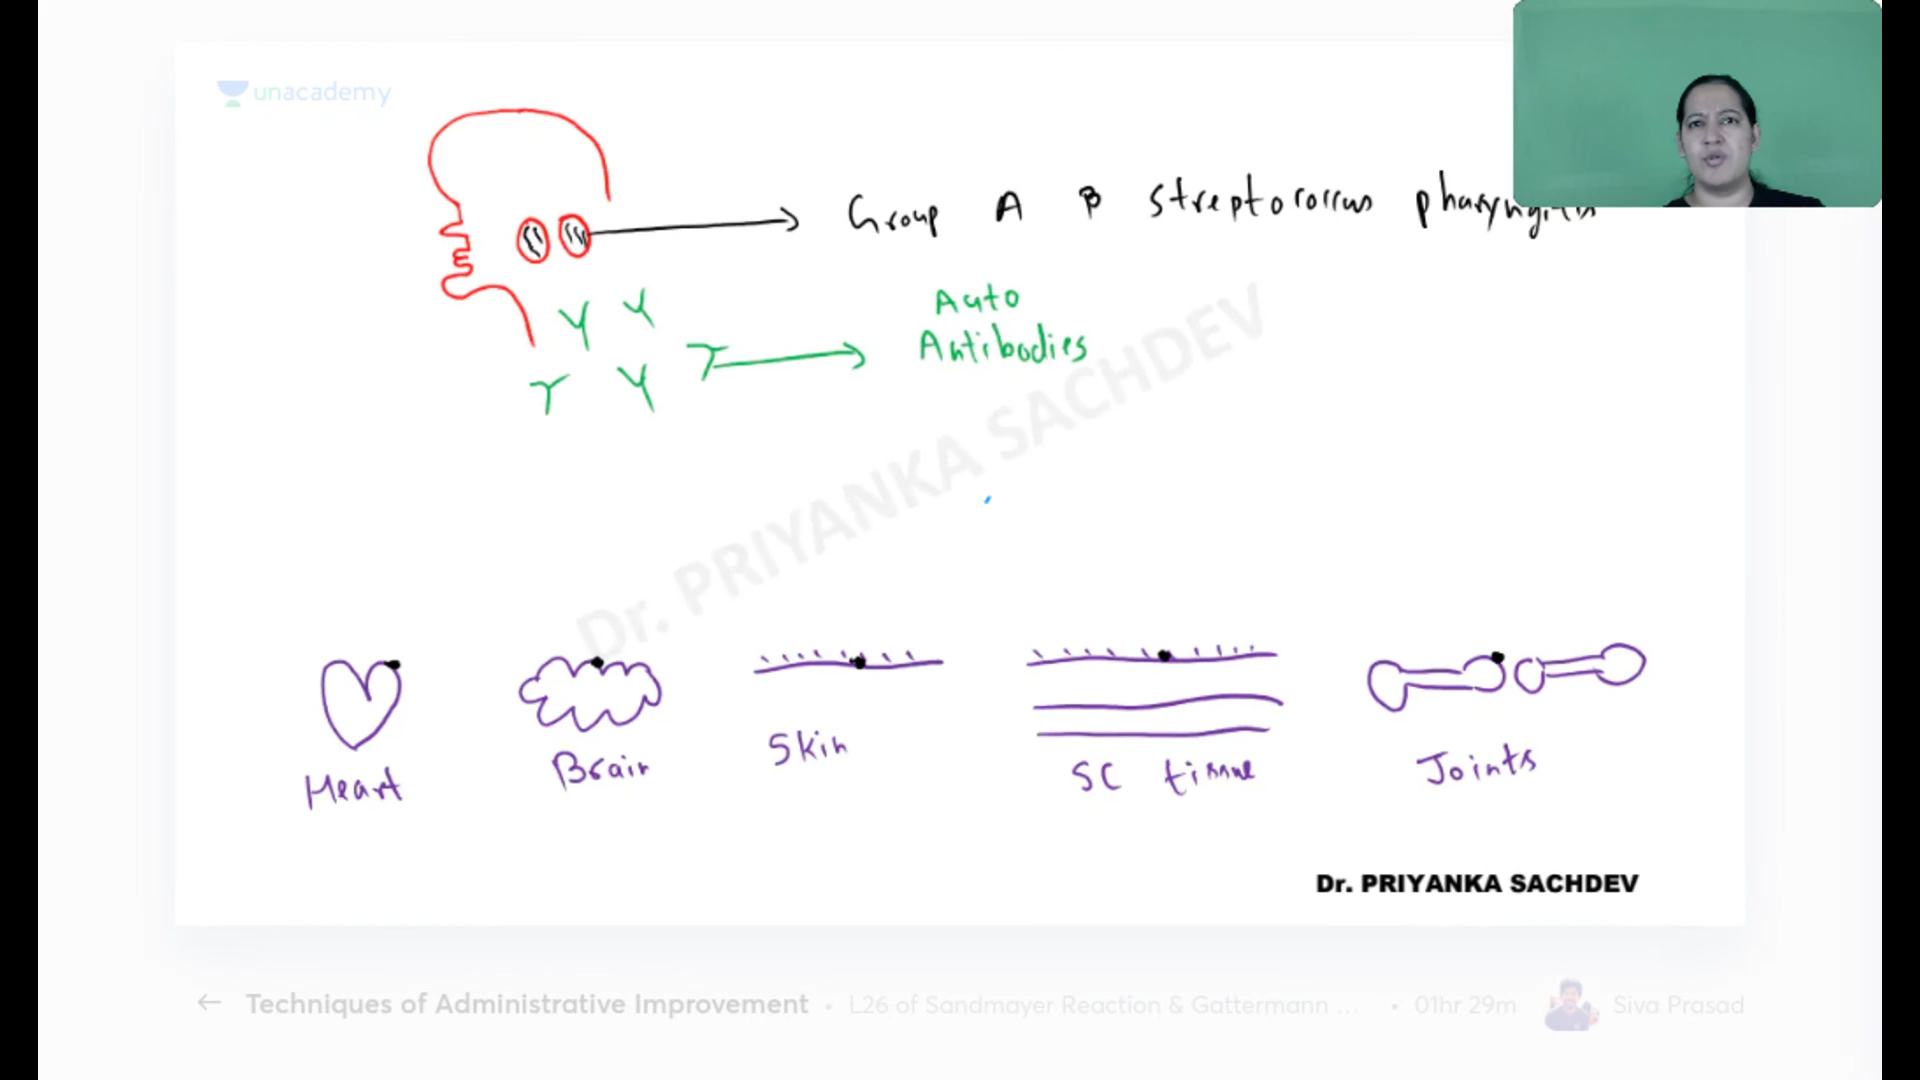 unacademy
Group A β streptococcus pharyngitis
Auto
Antibodies
Dr. PRIYANKA SACHDEV
Heart
Brain
Skin
SC tissue
Joints
Dr. PRIYANKA SACHDEV
← Techniques of Administrative Improvement • L26 of Sandmayer Reaction & Gattermann ... • 01hr 29m Siva Prasad